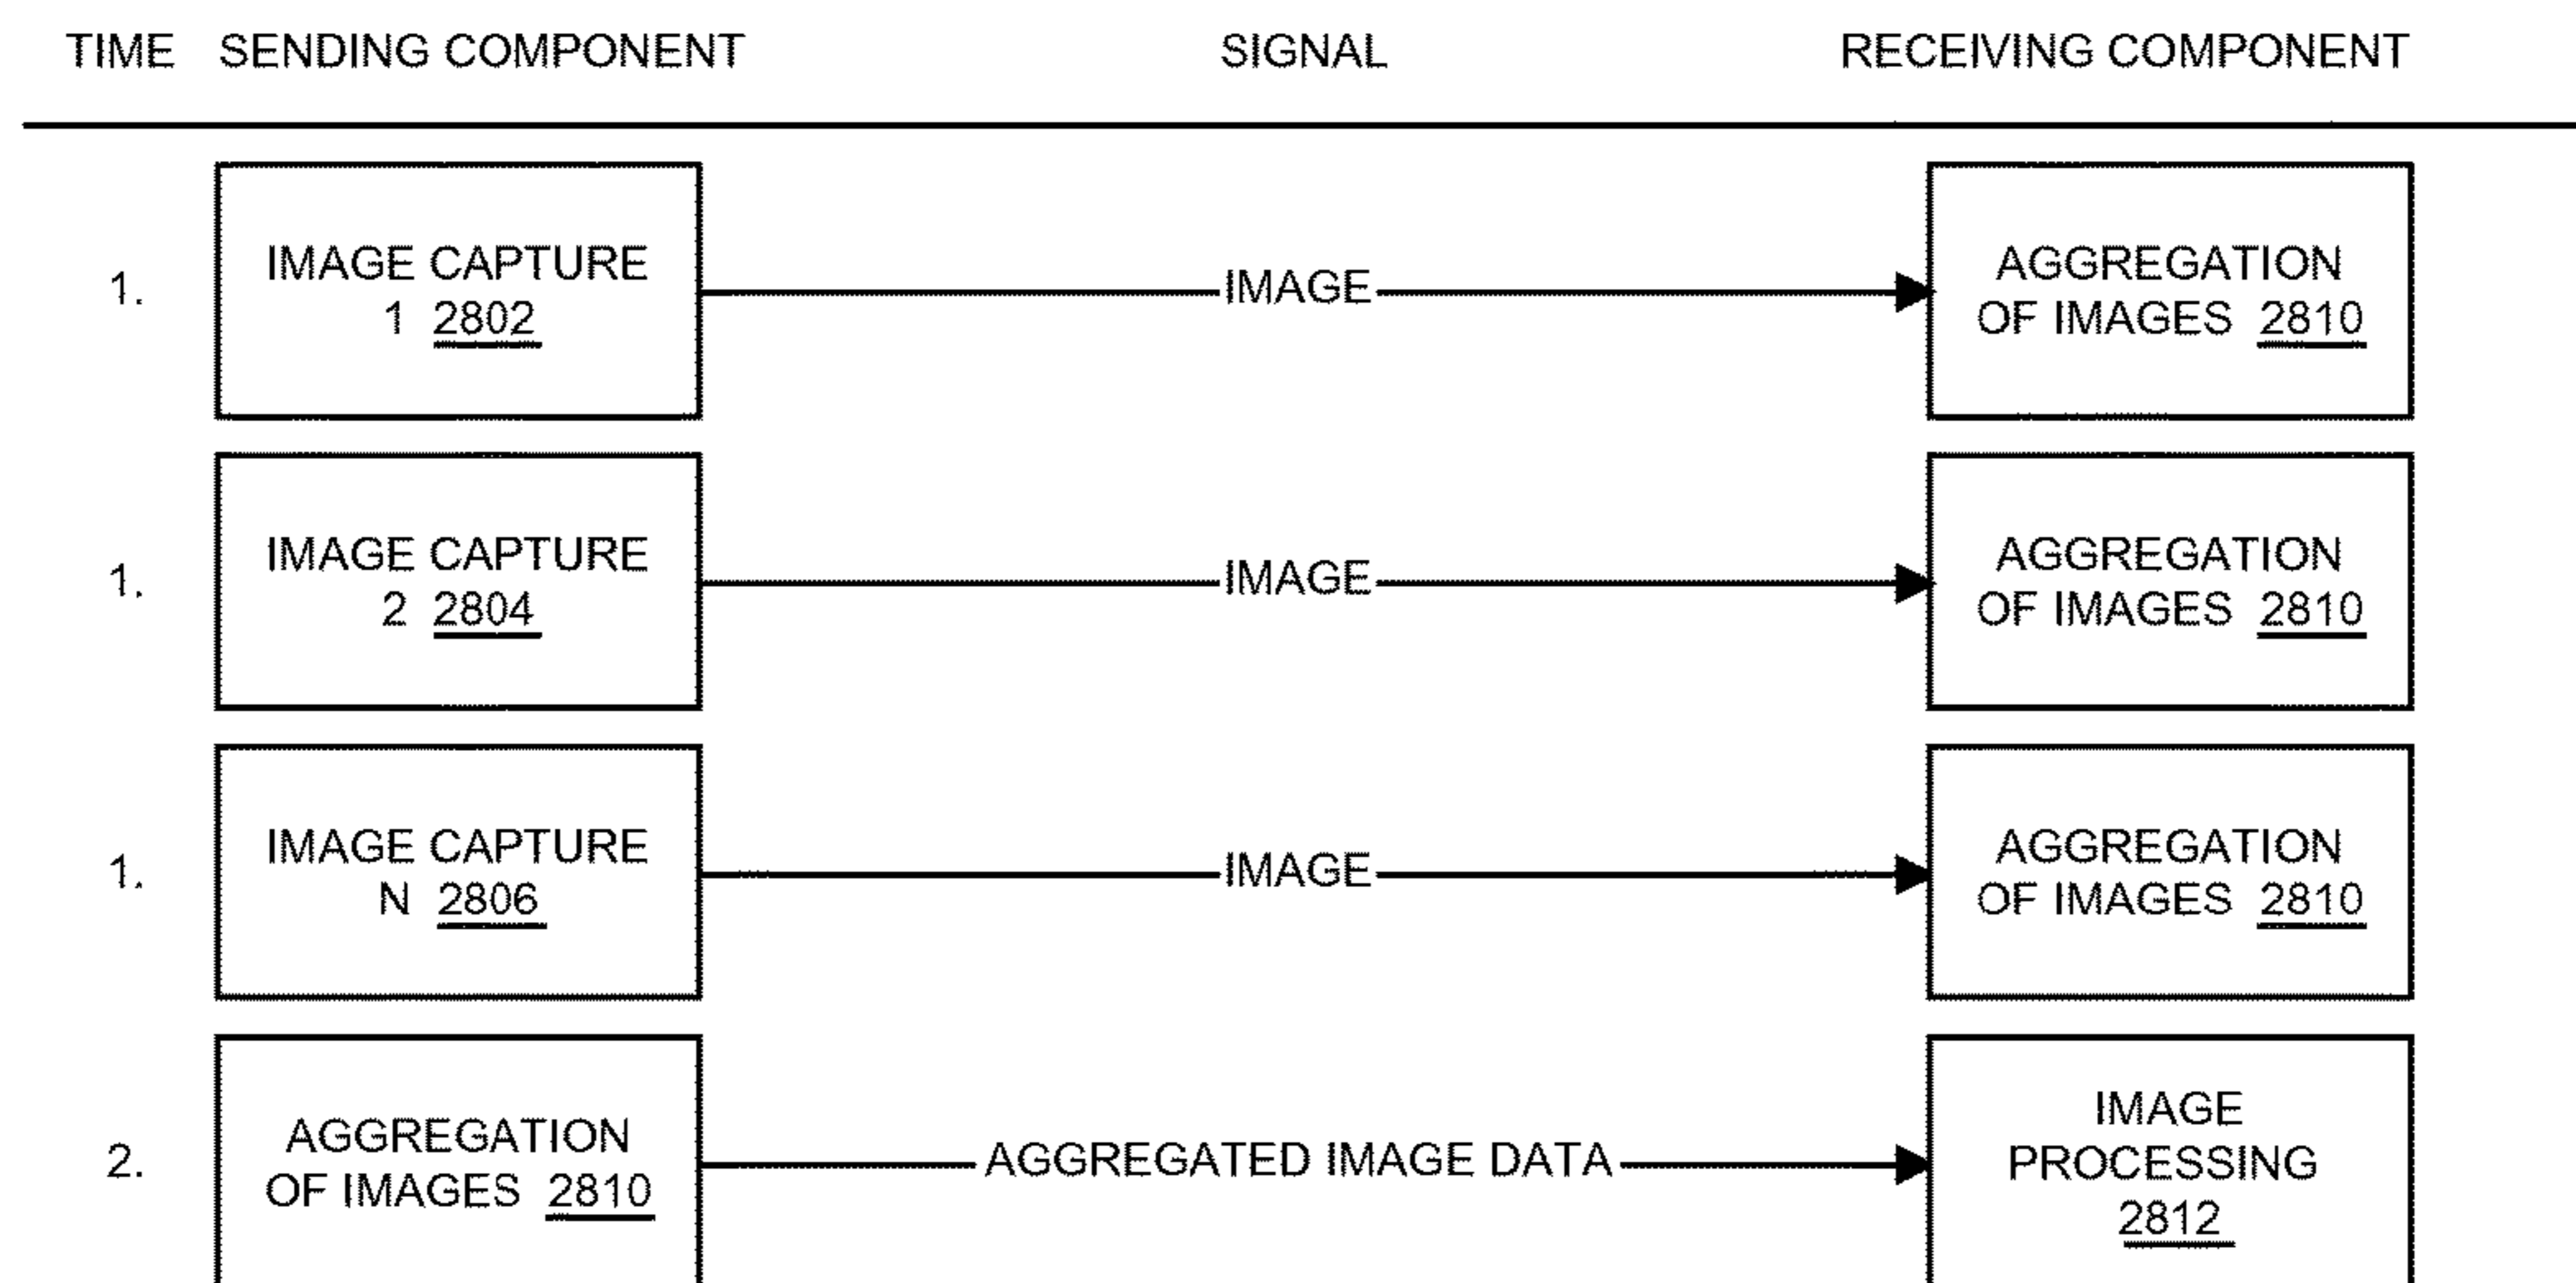 TIME SENDING COMPONENT SIGNAL RECEIVING COMPONENT
1. IMAGE CAPTURE
1 2802
IMAGE
AGGREGATION
OF IMAGES 2810
1. IMAGE CAPTURE
2 2804
IMAGE
AGGREGATION
OF IMAGES 2810
1. IMAGE CAPTURE
N 2806
IMAGE
AGGREGATION
OF IMAGES 2810
2. AGGREGATION
OF IMAGES 2810
AGGREGATED IMAGE DATA
IMAGE
PROCESSING
2812